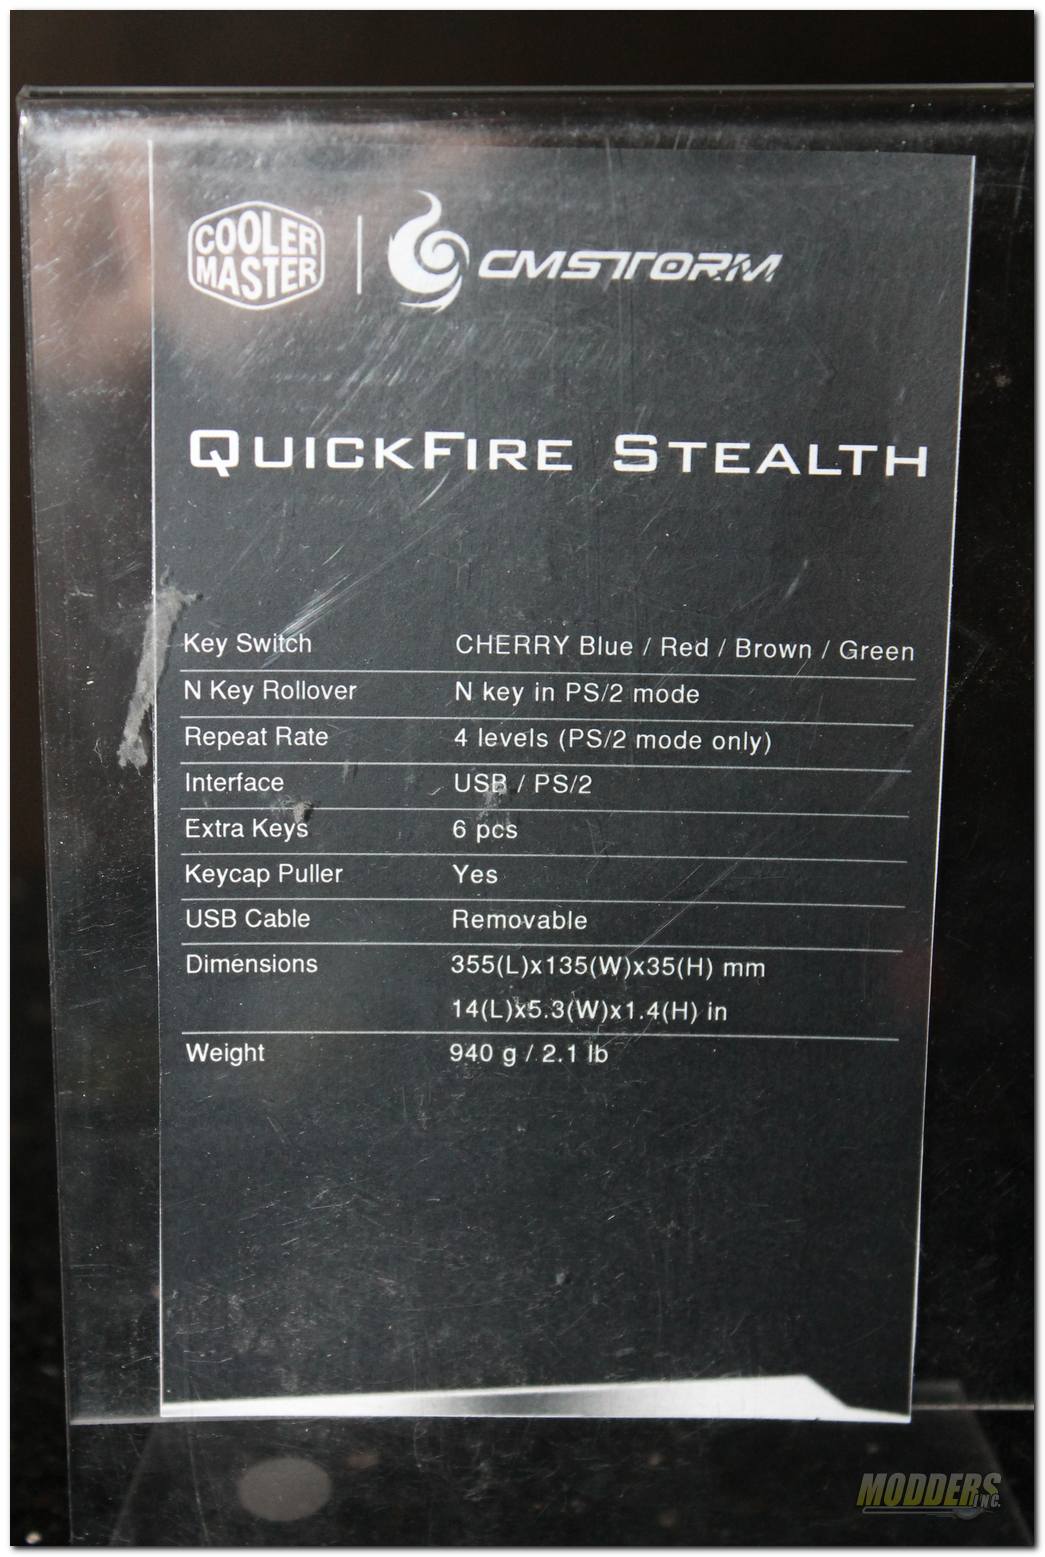 COOLER
MASTER
CMSTORM
QUICKFIRE STEALTH
Key Switch CHERRY Blue / Red / Brown / Green
N Key Rollover N key in PS/2 mode
Repeat Rate 4 levels (PS/2 mode only)
Interface USB / PS/2
Extra Keys 6 pcs
Keycap Puller Yes
USB Cable Removable
Dimensions 355(L)x135(W)x35(H) mm
14(L)x5.3(W)x1.4(H) in
Weight 940 g / 2.1 lb
MODDERS
INC.